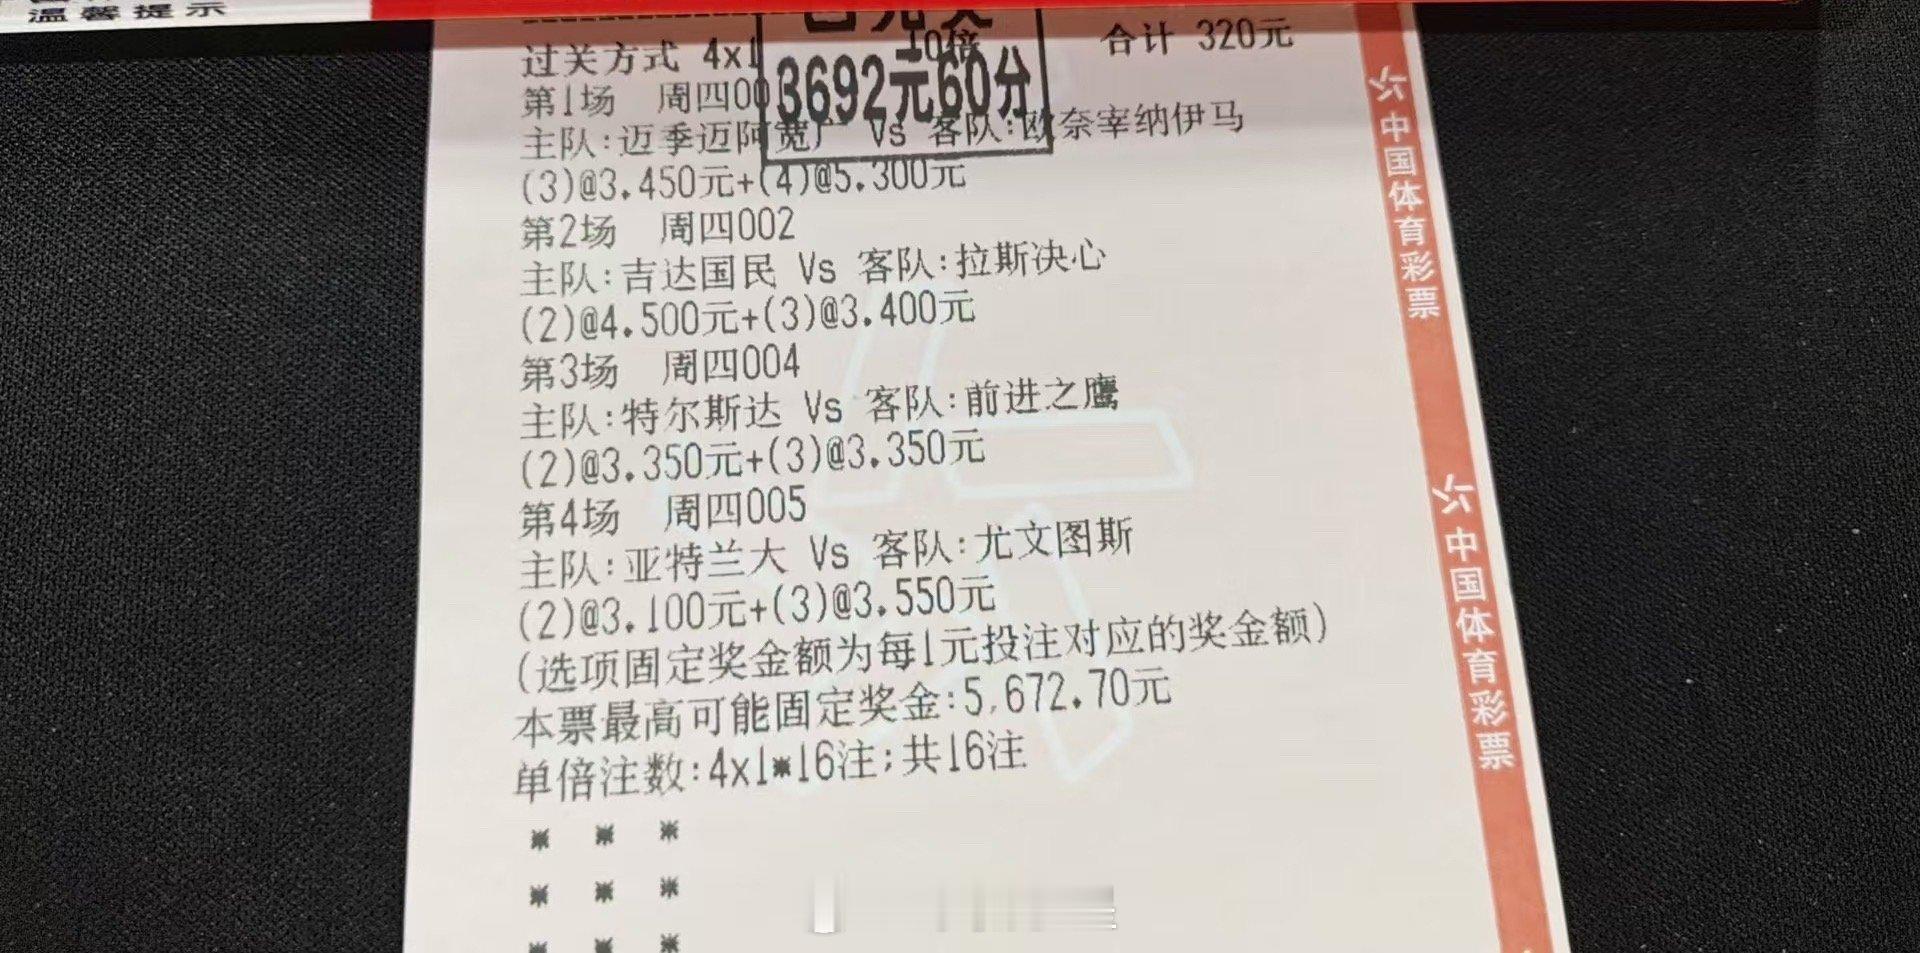 温馨提示
过关方式 4x1 10倍 合计 320元
3692元60分
第1场 周四00
主队:迈季迈阿宽广 Vs 客队:欧奈宰纳伊马
(3)@3.450元+(4)@5.300元
第2场 周四002
主队:吉达国民 Vs 客队:拉斯决心
(2)@4.500元+(3)@3.400元
第3场 周四004
主队:特尔斯达 Vs 客队:前进之鹰
(2)@3.350元+(3)@3.350元
第4场 周四005
主队:亚特兰大 Vs 客队:尤文图斯
(2)@3.100元+(3)@3.550元
(选项固定奖金额为每1元投注对应的奖金额)
本票最高可能固定奖金:5,672.70元
单倍注数:4x1*16注;共16注
* * *
* * *
* * *
中国体育彩票
中国体育彩票